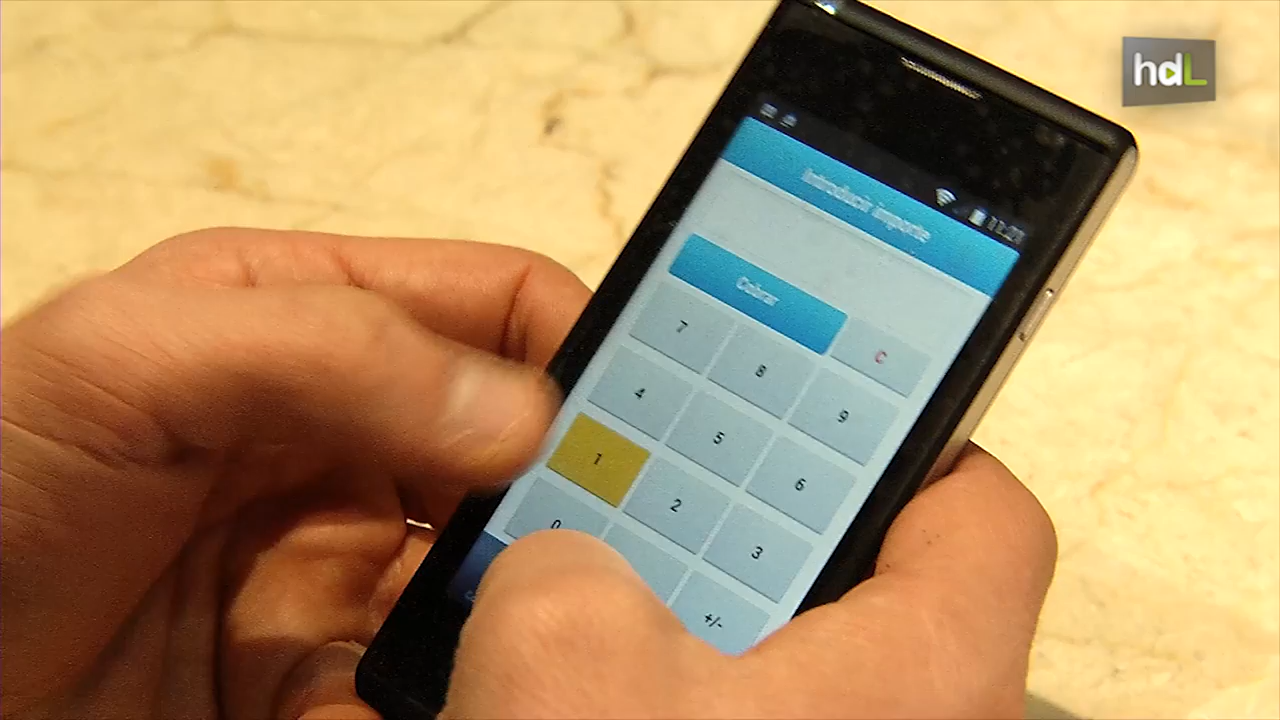 hdL
Introducir importe
Cobrar
C
7 8 9
4 5 6
1 2 3
0
+/-